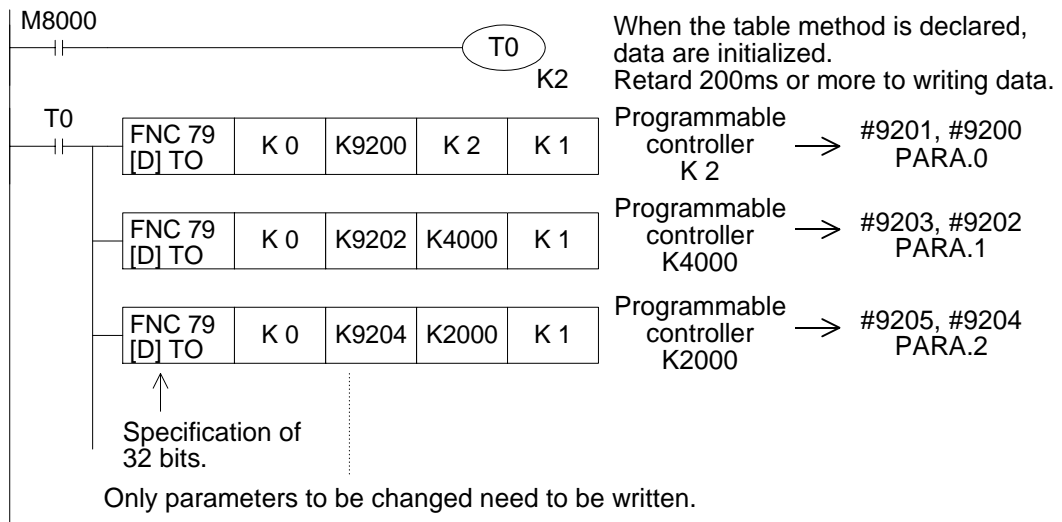 M8000
T0
K2
When the table method is declared,
data are initialized.
Retard 200ms or more to writing data.
T0
FNC 79
[D] TO
K 0
K9200
K 2
K 1
Programmable
controller
K 2
#9201, #9200
PARA.0
FNC 79
[D] TO
K 0
K9202
K4000
K 1
Programmable
controller
K4000
#9203, #9202
PARA.1
FNC 79
[D] TO
K 0
K9204
K2000
K 1
Programmable
controller
K2000
#9205, #9204
PARA.2
Specification of
32 bits.
Only parameters to be changed need to be written.